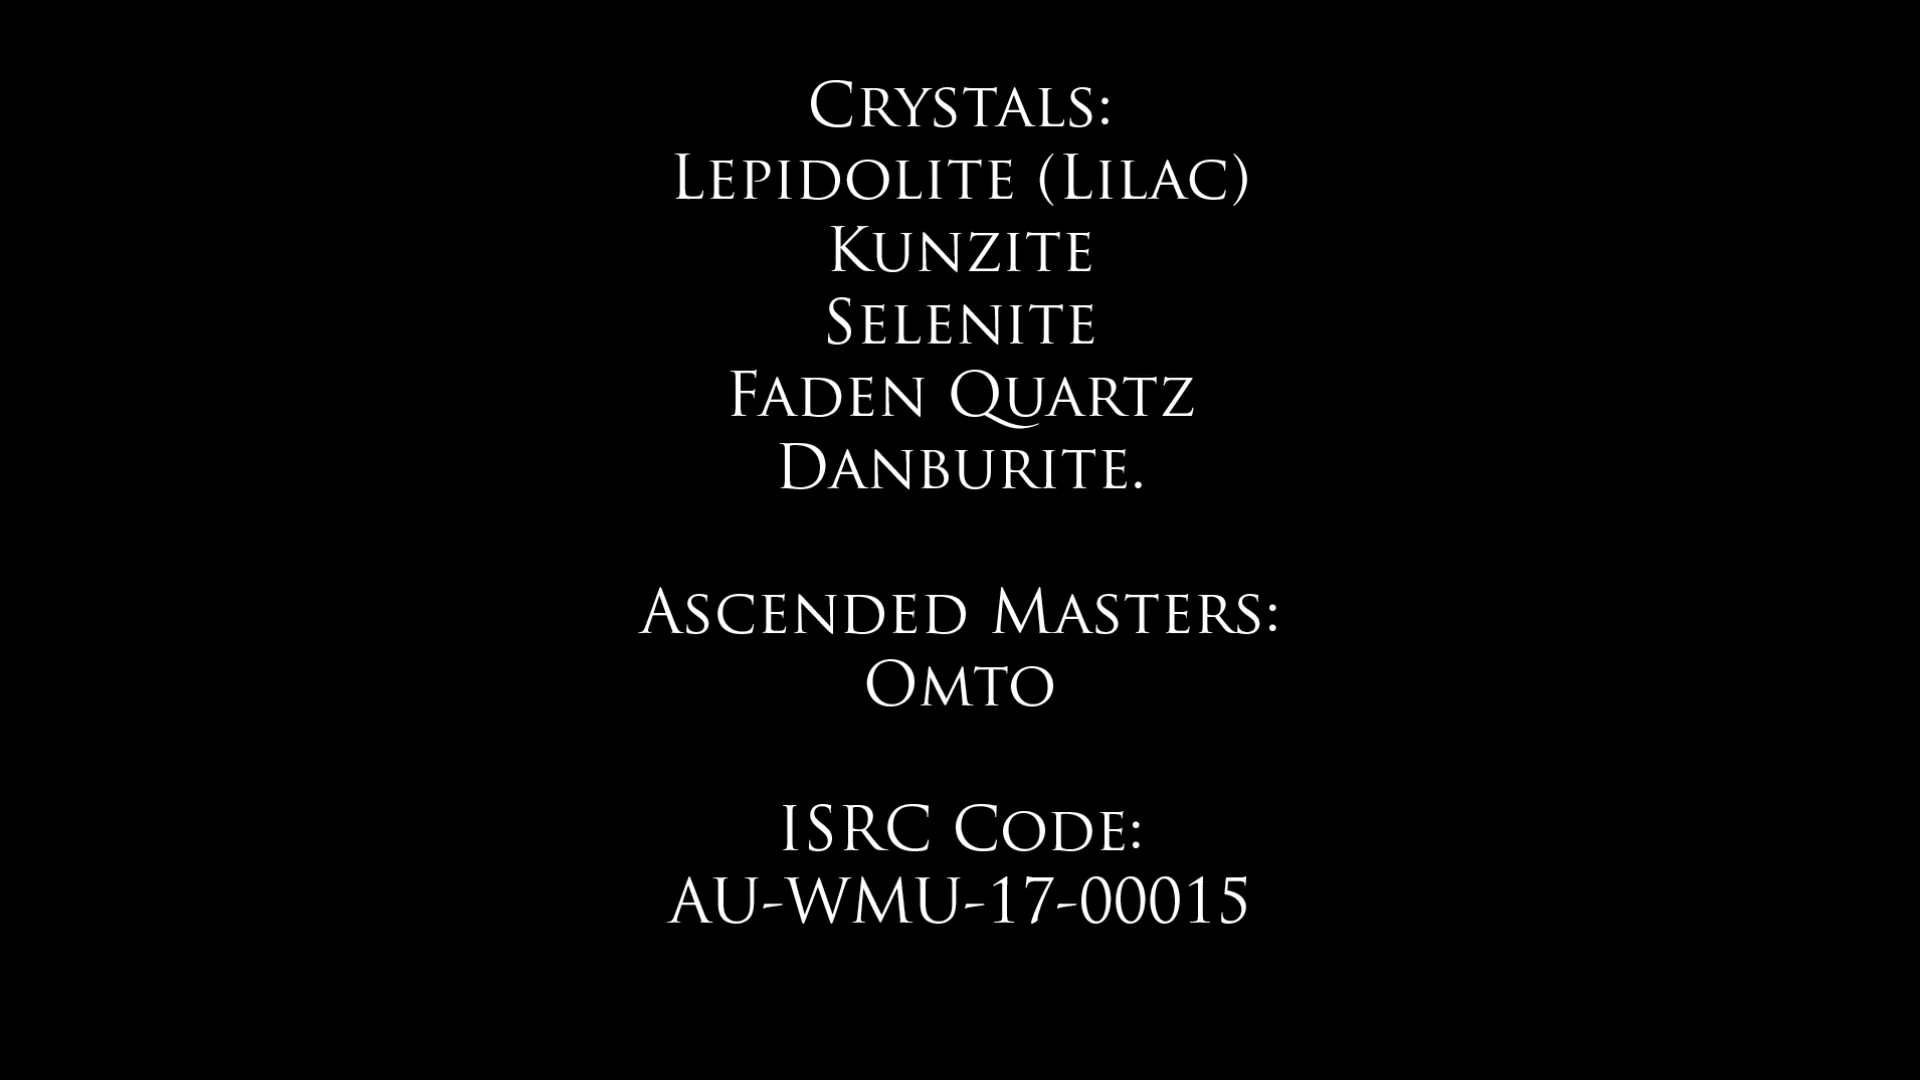 Crystals:
Lepidolite (Lilac)
Kunzite
Selenite
Faden Quartz
Danburite.
Ascended Masters:
Omto
ISRC Code:
AU-WMU-17-00015